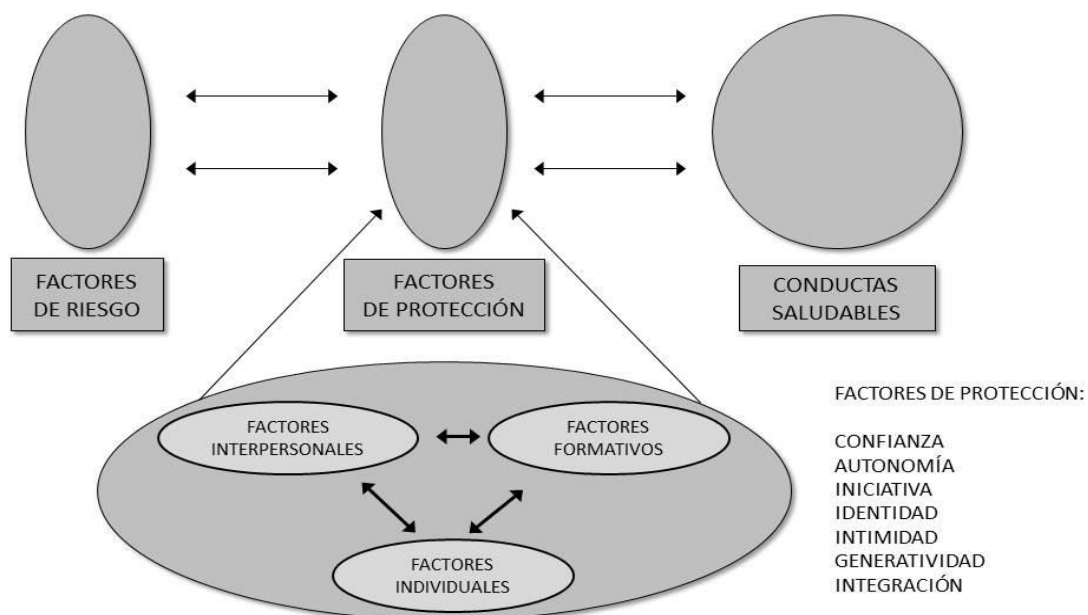 FACTORES
DE RIESGO
FACTORES
DE PROTECCIÓN
CONDUCTAS
SALUDABLES
FACTORES
INTERPERSONALES
FACTORES
FORMATIVOS
FACTORES
INDIVIDUALES
FACTORES DE PROTECCIÓN:
CONFIANZA
AUTONOMÍA
INICIATIVA
IDENTIDAD
INTIMIDAD
GENERATIVIDAD
INTEGRACIÓN